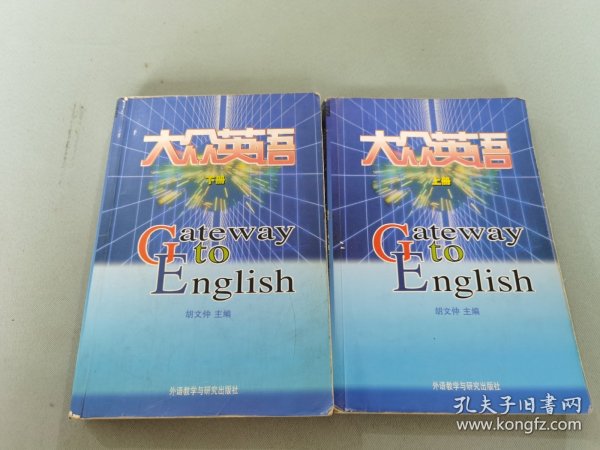 大众英语
下册
Gateway
to
English
胡文仲 主编
外语教学与研究出版社
大众英语
上册
Gateway
to
English
胡文仲 主编
外语教学与研究出版社
孔夫子旧书网
www.kongfz.com